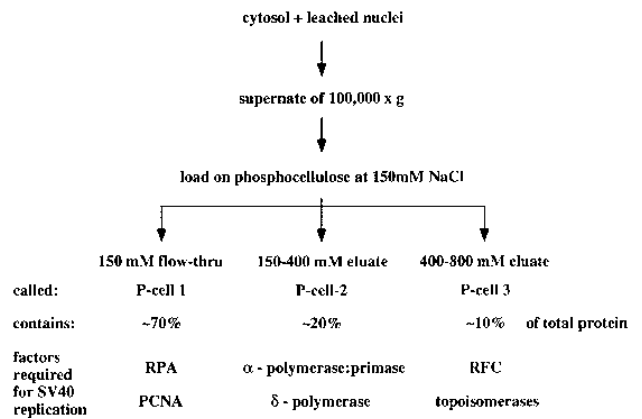 cytosol + leached nuclei
supernate of 100,000 x g
load on phosphocellulose at 150mM NaCl
150 mM flow-thru 150-400 mM eluate 400-800 mM eluate
called: P-cell 1 P-cell-2 P-cell 3
contains: ~70% ~20% ~10% of total protein
factors
required RPA α - polymerase:primase RFC
for SV40
replication PCNA δ - polymerase topoisomerases